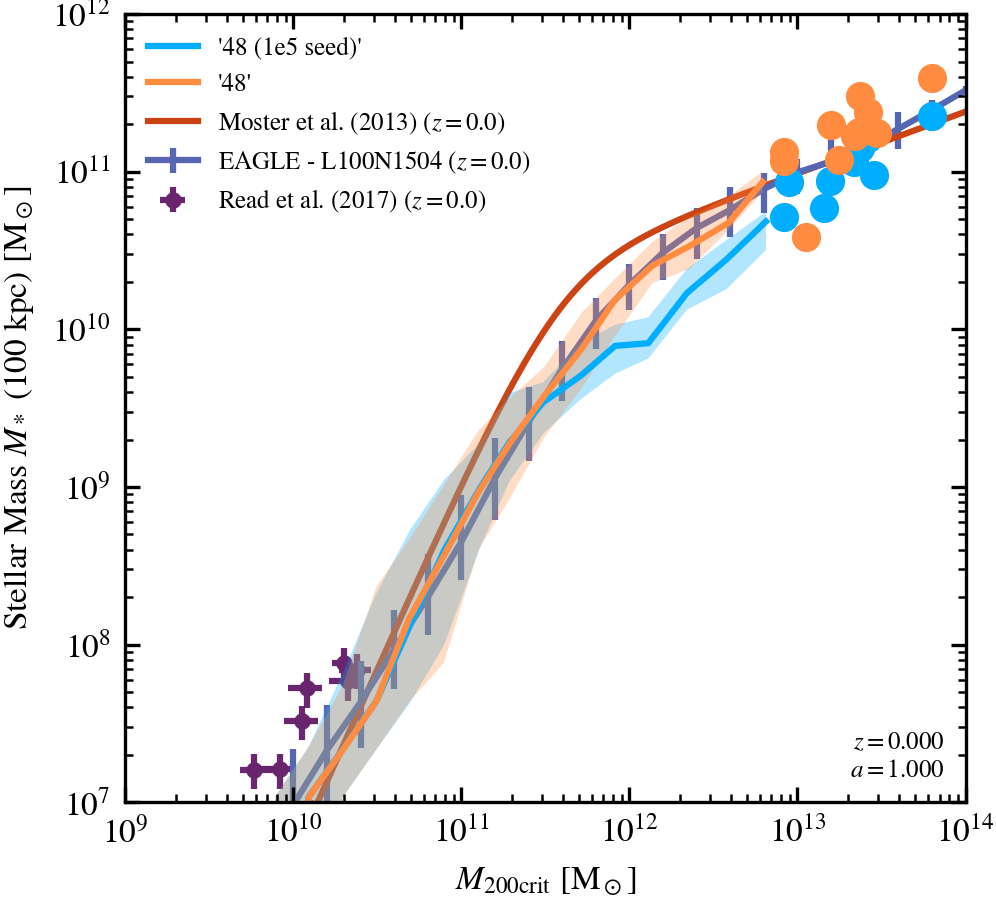 10¹²
10¹¹
10¹⁰
10⁹
10⁸
10⁷
Stellar Mass M* (100 kpc) [M⊙]
'48 (1e5 seed)'
'48'
Moster et al. (2013) (z = 0.0)
EAGLE - L100N1504 (z = 0.0)
Read et al. (2017) (z = 0.0)
z = 0.000
a = 1.000
10⁹ 10¹⁰ 10¹¹ 10¹² 10¹³ 10¹⁴
M200crit [M⊙]